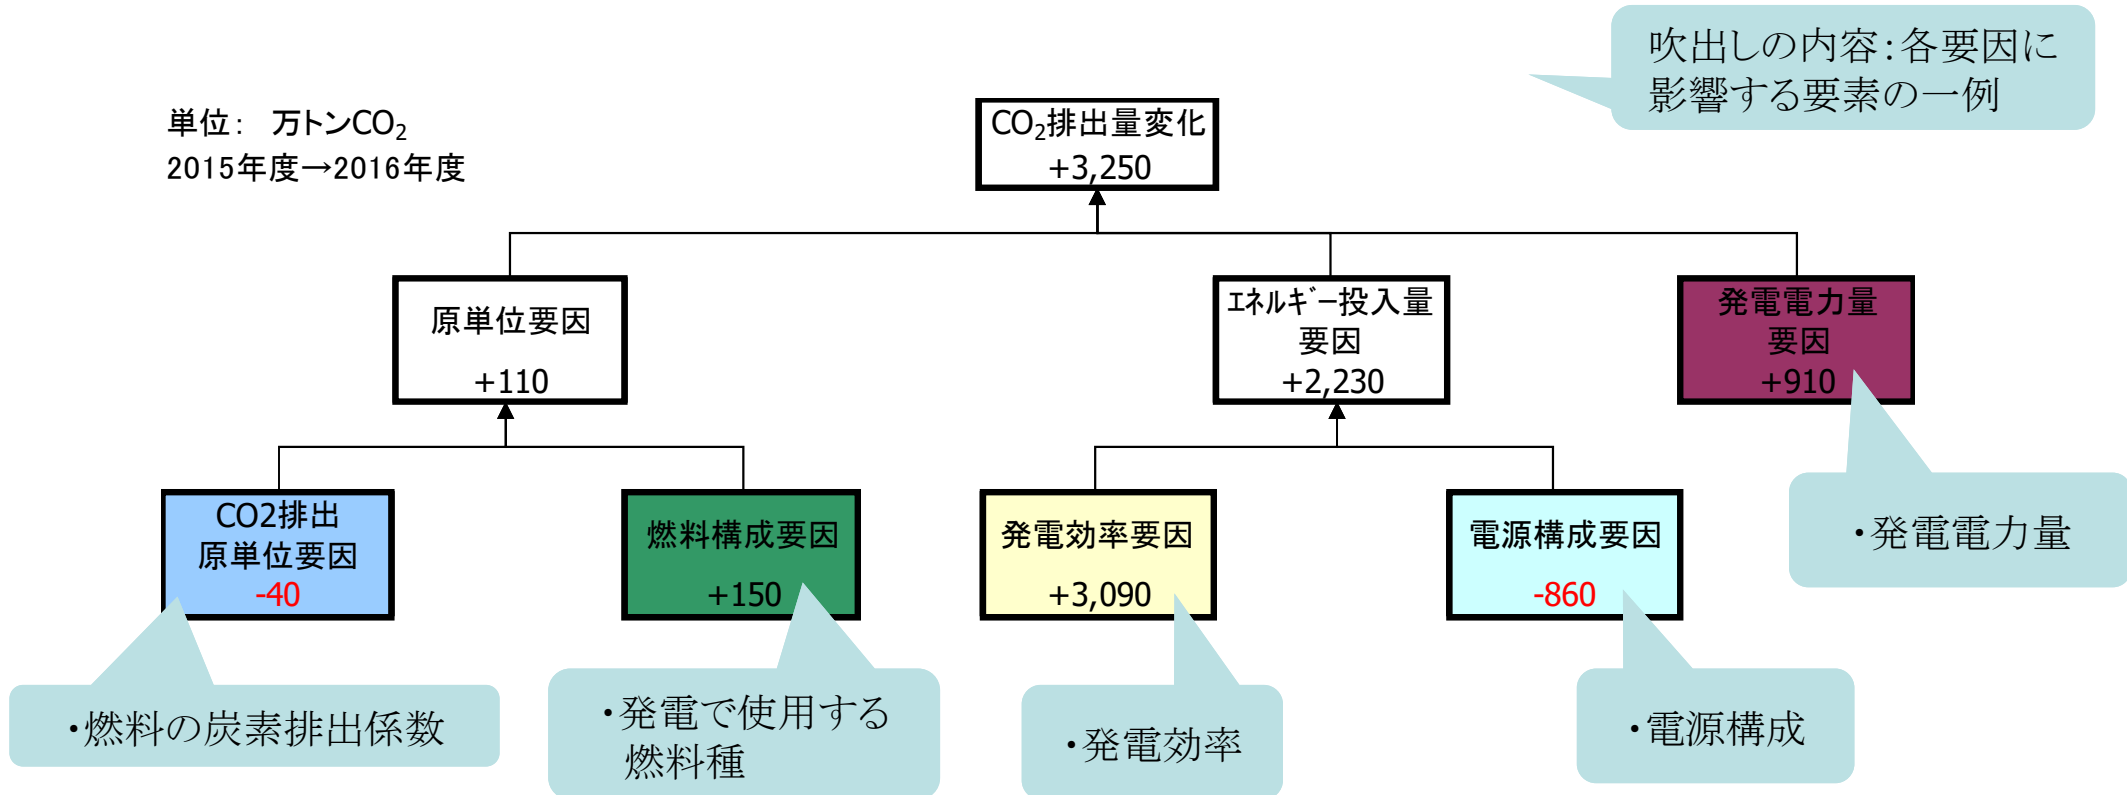 吹出しの内容：各要因に
影響する要素の一例
単位：　万トンCO₂
2015年度→2016年度
CO₂排出量変化
+3,250
原単位要因
+110
ｴﾈﾙｷﾞｰ投入量
要因
+2,230
発電電力量
要因
+910
CO2排出
原単位要因
-40
燃料構成要因
+150
発電効率要因
+3,090
電源構成要因
-860
・発電電力量
・燃料の炭素排出係数
・発電で使用する
燃料種
・発電効率
・電源構成